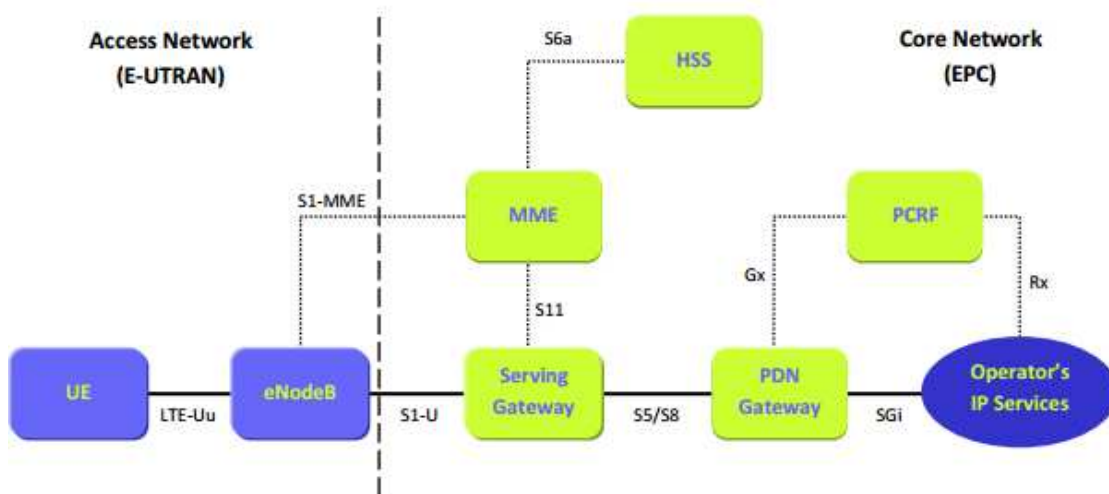 Access Network
(E-UTRAN)
S6a
HSS
Core Network
(EPC)
S1-MME
MME
PCRF
Gx
Rx
S11
UE
LTE-Uu
eNodeB
S1-U
Serving
Gateway
S5/S8
PDN
Gateway
SGi
Operator's
IP Services